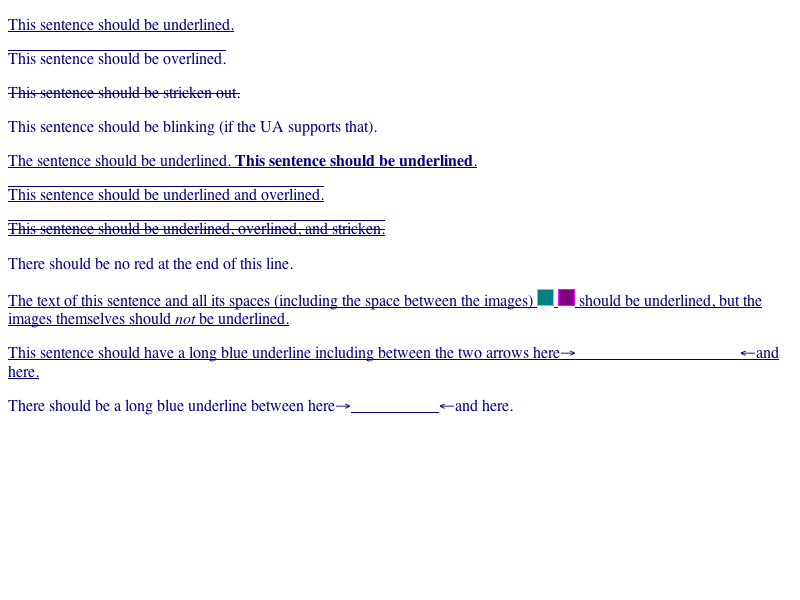 This sentence should be underlined.
This sentence should be overlined.
This sentence should be stricken out.
This sentence should be blinking (if the UA supports that).
The sentence should be underlined. This sentence should be underlined.
This sentence should be underlined and overlined.
This sentence should be underlined, overlined, and stricken.
There should be no red at the end of this line.
The text of this sentence and all its spaces (including the space between the images) should be underlined, but the
images themselves should not be underlined.
This sentence should have a long blue underline including between the two arrows here→ ←and
here.
There should be a long blue underline between here→ ←and here.